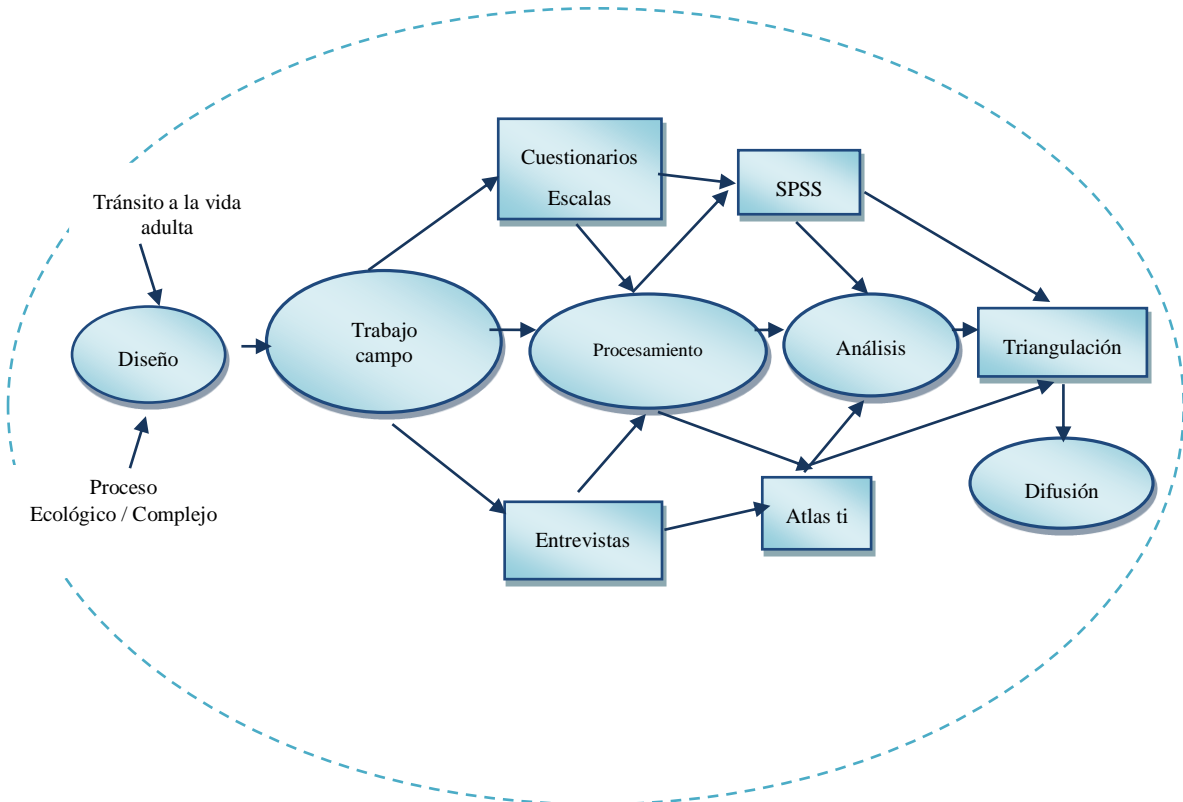 Cuestionarios
Escalas
SPSS
Tránsito a la vida
adulta
Diseño
Trabajo
campo
Procesamiento
Análisis
Triangulación
Proceso
Ecológico / Complejo
Entrevistas
Atlas ti
Difusión